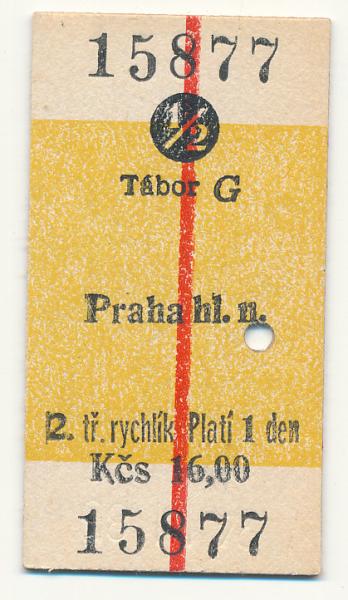 15877
1/2
Tábor G
Praha hl. n.
2. tř. rychlík Platí 1 den
Kčs 16,00
15877